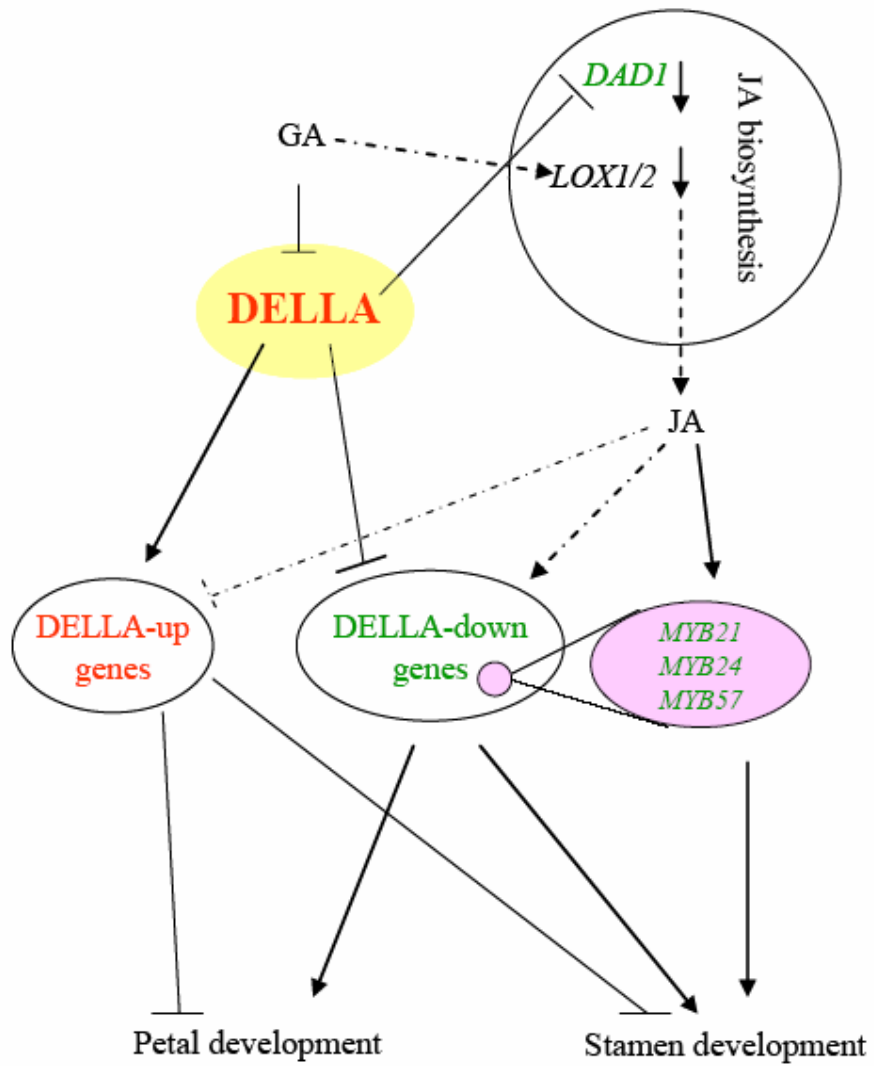 DAD1
JA biosynthesis
GA
LOX1/2
DELLA
JA
DELLA-up
genes
DELLA-down
genes
MYB21
MYB24
MYB57
Petal development
Stamen development